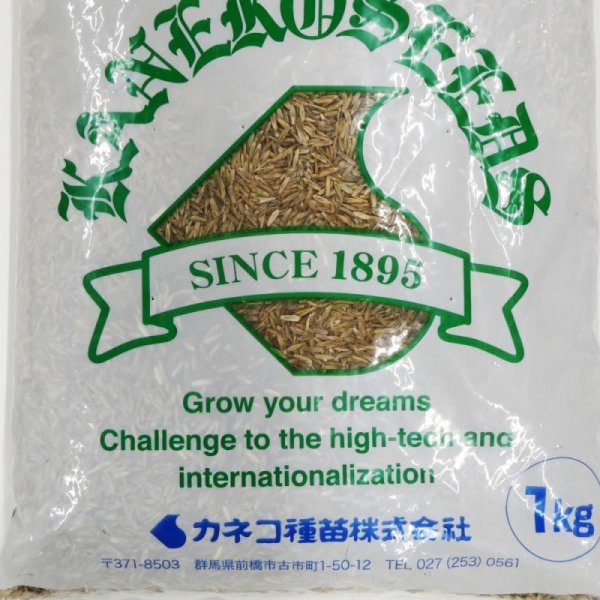 KANEKO SEEDS
SINCE 1895
Grow your dreams
Challenge to the high-tech and
internationalization
1kg
カネコ種苗株式会社
〒371-8503 群馬県前橋市古市町1-50-12 TEL 027 (253) 0561